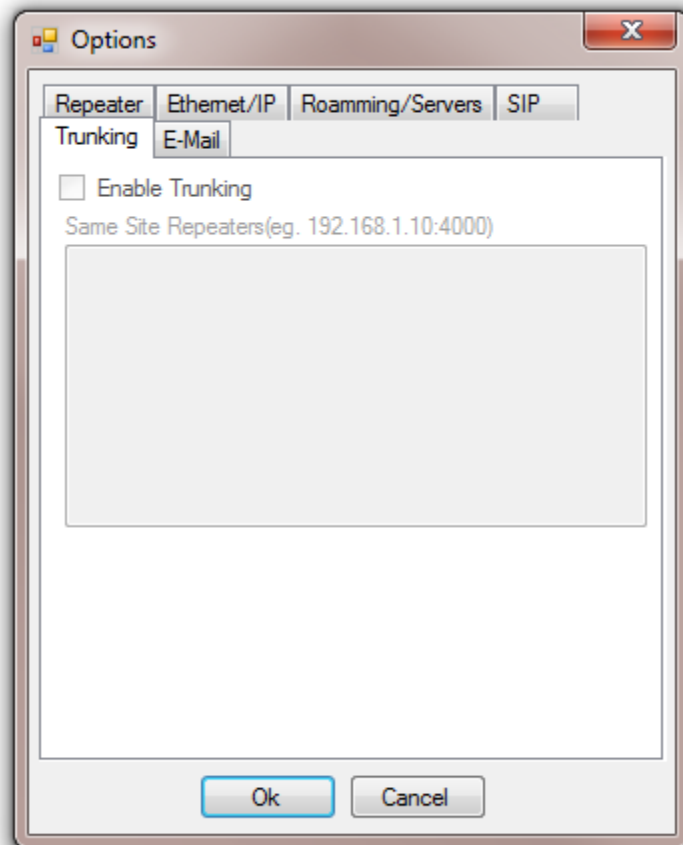 Options
Repeater Ethernet/IP Roamming/Servers SIP
Trunking E-Mail
Enable Trunking
Same Site Repeaters(eg. 192.168.1.10:4000)
Ok Cancel